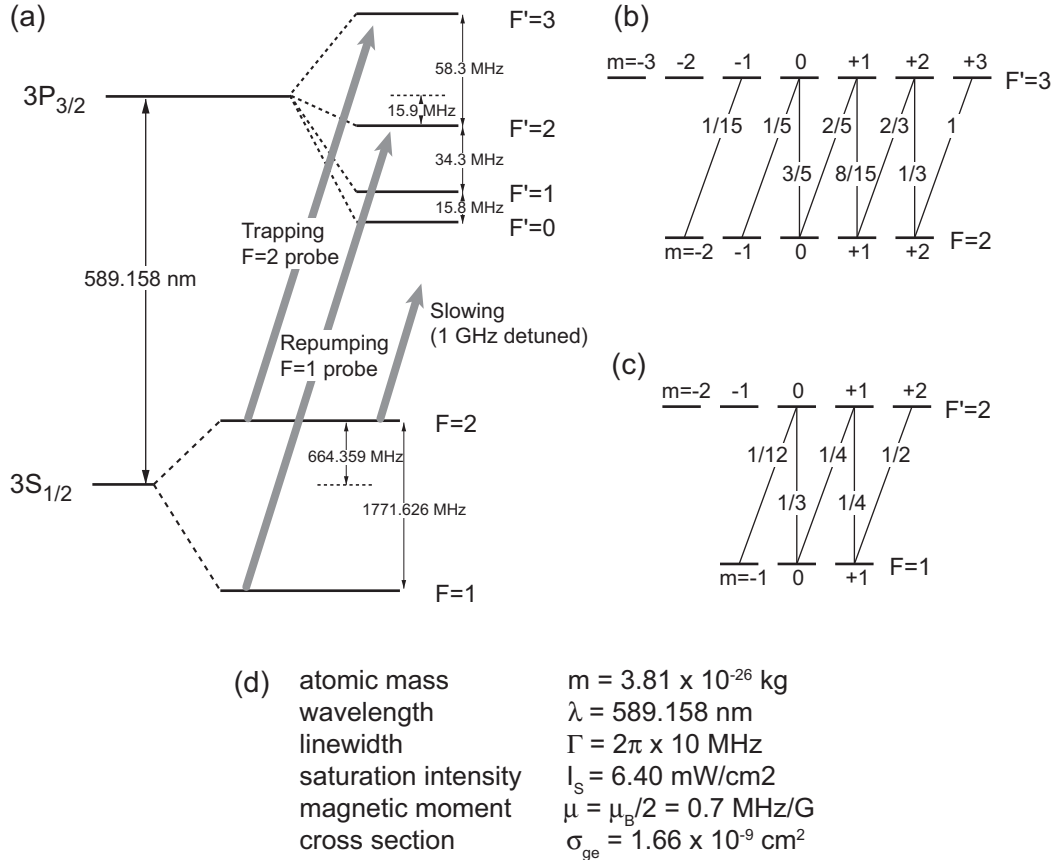 (a)
F'=3
58.3 MHz
3P3/2
15.9 MHz
F'=2
34.3 MHz
F'=1
15.8 MHz
F'=0
Trapping
F=2 probe
589.158 nm
Slowing
(1 GHz detuned)
Repumping
F=1 probe
F=2
664.359 MHz
3S1/2
1771.626 MHz
F=1
(b)
m=-3 -2 -1 0 +1 +2 +3
F'=3
1/15 1/5 2/5 2/3 1
3/5 8/15 1/3
m=-2 -1 0 +1 +2
F=2
(c)
m=-2 -1 0 +1 +2
F'=2
1/12 1/4 1/2
1/3 1/4
m=-1 0 +1
F=1
(d) atomic mass m = 3.81 x 10^-26 kg
wavelength λ = 589.158 nm
linewidth Γ = 2π x 10 MHz
saturation intensity IS = 6.40 mW/cm2
magnetic moment μ = μB/2 = 0.7 MHz/G
cross section σge = 1.66 x 10^-9 cm²